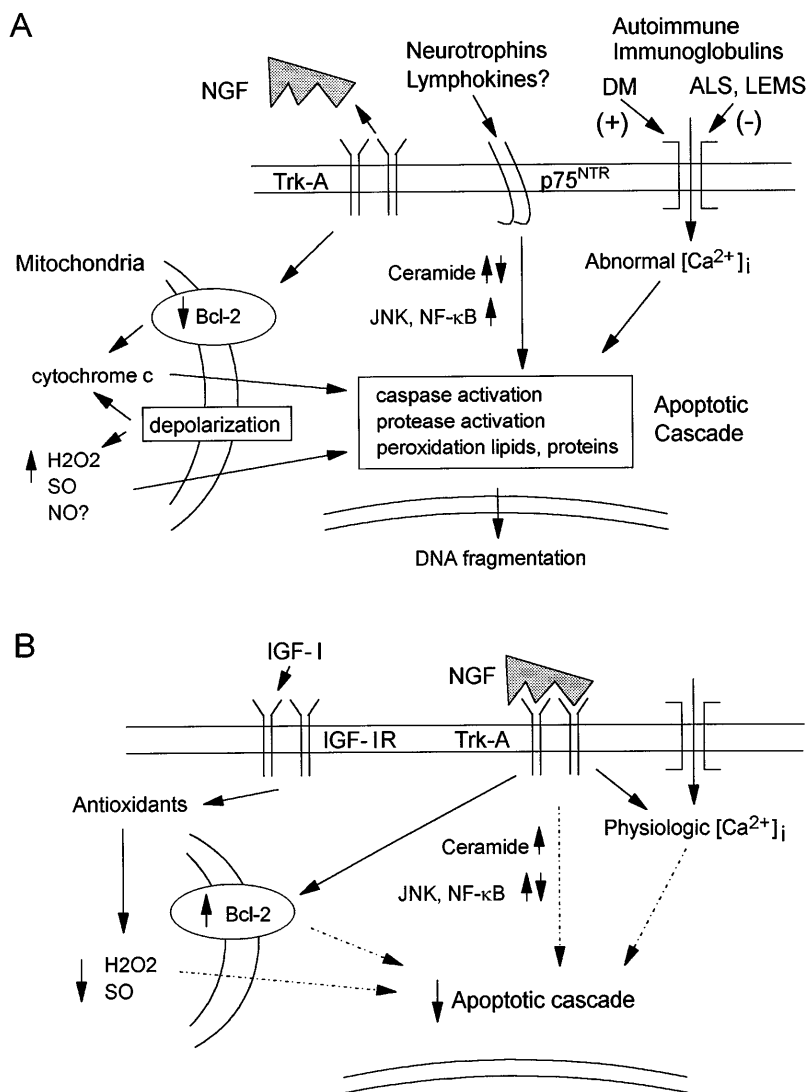 A
Autoimmune
Immunoglobulins
Neurotrophins
Lymphokines?
NGF
DM
ALS, LEMS
(+)
(-)
Trk-A
p75NTR
Mitochondria
Ceramide
Abnormal [Ca2+]i
Bcl-2
JNK, NF-κB
cytochrome c
caspase activation
protease activation
peroxidation lipids, proteins
Apoptotic
Cascade
depolarization
H2O2
SO
NO?
DNA fragmentation
B
IGF-I
NGF
IGF-IR
Trk-A
Antioxidants
Physiologic [Ca2+]i
Ceramide
JNK, NF-κB
Bcl-2
H2O2
SO
Apoptotic cascade